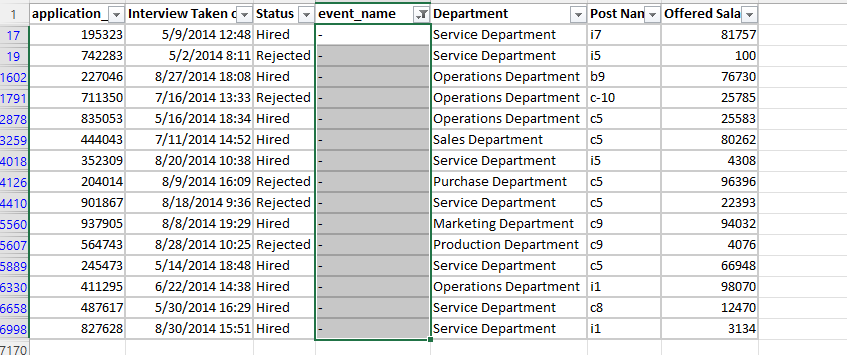 1 application_ Interview Taken o Status event_name Department Post Nam Offered Sala
17 195323 5/9/2014 12:48 Hired - Service Department i7 81757
19 742283 5/2/2014 8:11 Rejected - Service Department i5 100
1602 227046 8/27/2014 18:08 Hired - Operations Department b9 76730
1791 711350 7/16/2014 13:33 Rejected - Operations Department c-10 25785
2878 835053 5/16/2014 18:34 Hired - Operations Department c5 25583
3259 444043 7/11/2014 14:52 Hired - Sales Department c5 80262
4018 352309 8/20/2014 10:38 Hired - Service Department i5 4308
4126 204014 8/9/2014 16:09 Rejected - Purchase Department c5 96396
4410 901867 8/18/2014 9:36 Rejected - Service Department c5 22393
5560 937905 8/8/2014 19:29 Hired - Marketing Department c9 94032
5607 564743 8/28/2014 10:25 Rejected - Production Department c9 4076
5889 245473 5/14/2014 18:48 Hired - Service Department c5 66948
6330 411295 6/22/2014 14:38 Hired - Operations Department i1 98070
6658 487617 5/30/2014 16:29 Hired - Service Department c8 12470
6998 827628 8/30/2014 15:51 Hired - Service Department i1 3134
7170